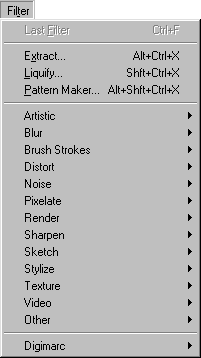 Filter
Last Filter Ctrl+F
Extract... Alt+Ctrl+X
Liquify... Shft+Ctrl+X
Pattern Maker... Alt+Shft+Ctrl+X
Artistic
Blur
Brush Strokes
Distort
Noise
Pixelate
Render
Sharpen
Sketch
Stylize
Texture
Video
Other
Digimarc